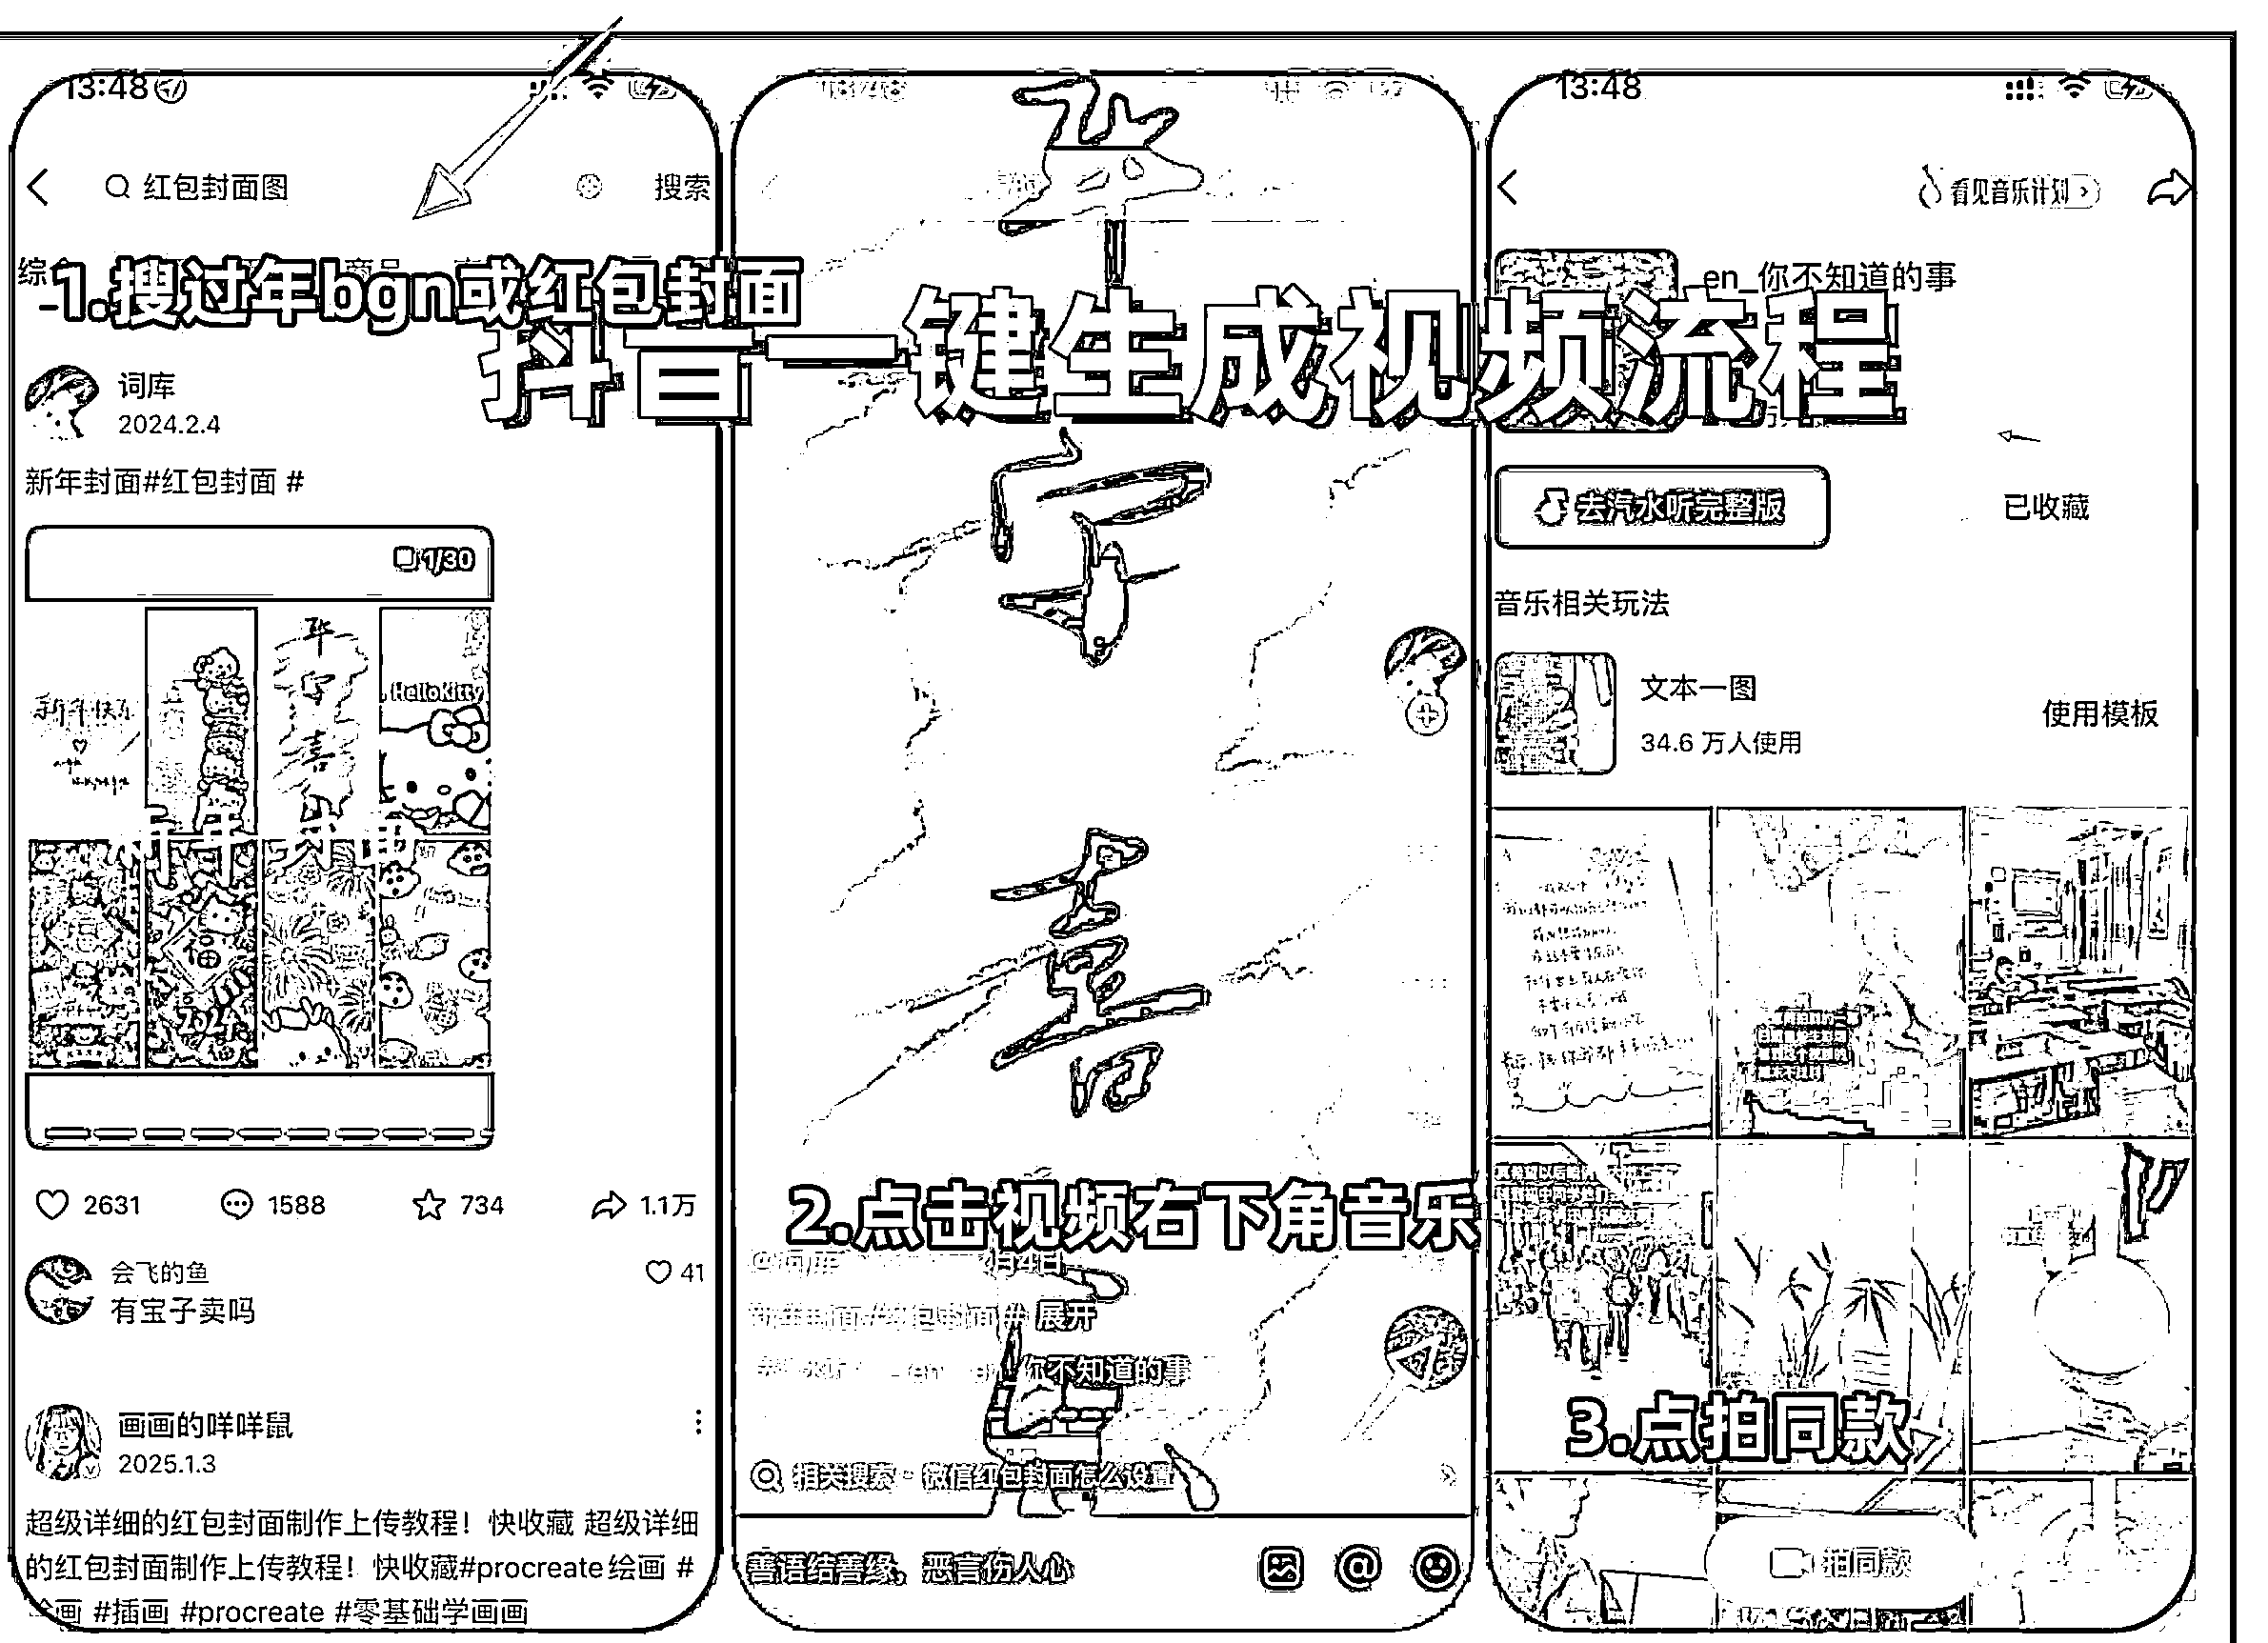 13:48
红包封面图
搜索
综
商品
1.搜过年bgn或红包封面
抖音一键生成视频流程
词库
2024.2.4
新年封面#红包封面 #
1/30
新年快乐
HelloKitty
毕
字
喜
福
2024
2631
1588
734
1.1万
会飞的鱼
41
有宝子卖吗
画画的咩咩鼠
2025.1.3
超级详细的红包封面制作上传教程！快收藏 超级详细
的红包封面制作上传教程！快收藏#procreate绘画 #
画 #插画 #procreate #零基础学画画
喜
2.点击视频右下角音乐
@词库
月4日
新年封面#红包封面# 展开
你不知道的事
相关搜索 · 微信红包封面怎么设置
善语结善缘，恶言伤人心
13:48
看见音乐计划
en_你不知道的事
去汽水听完整版
已收藏
音乐相关玩法
文本一图
使用模板
34.6 万人使用
3.点拍同款
拍同款